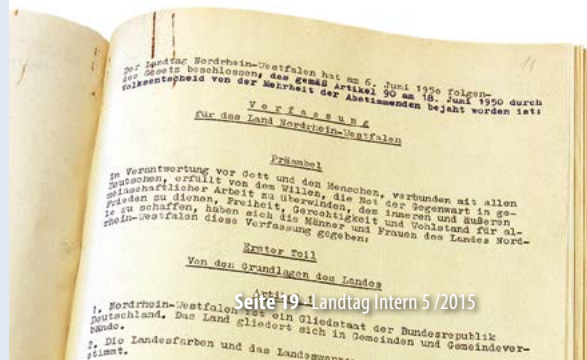 11
Der Landtag Nordrhein-Westfalen hat am 6. Juni 1950 folgen-
des Gesetz beschlossen, das gemäß Artikel 90 am 18. Juni 1950 durch
Volksentscheid von der Mehrheit der Abstimmenden bejaht worden ist:
Verfassung
für das Land Nordrhein-Westfalen
Präambel
In Verantwortung vor Gott und den Menschen, verbunden mit allen
Deutschen, erfüllt von dem Willen, die Not der Gegenwart in ge-
meinschaftlicher Arbeit zu überwinden, dem inneren und äußeren
Frieden zu dienen, Freiheit, Gerechtigkeit und Wohlstand für al-
le zu schaffen, haben sich die Männer und Frauen des Landes Nord-
rhein-Westfalen diese Verfassung gegeben:
Erster Teil
Von den Grundlagen des Landes
Seite 19 Landtag Intern 5 /2015
1. Nordrhein-Westfalen ist ein Gliedstaat der Bundesrepublik
Deutschland. Das Land gliedert sich in Gemeinden und Gemeindever-
bände.
2. Die Landesfarben und das Landeswappen
stimmt.